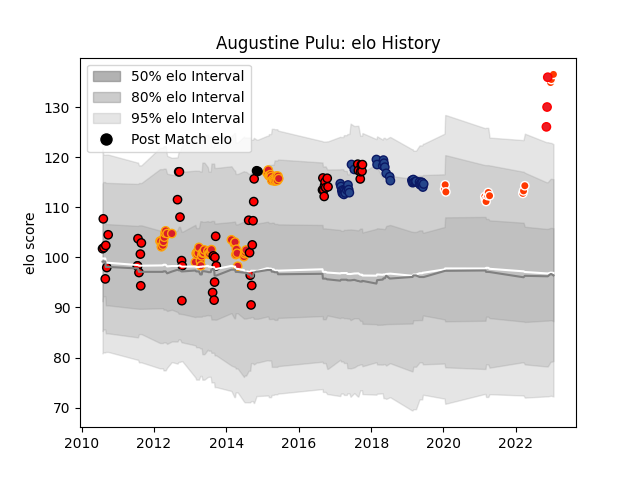 Augustine Pulu: elo History
50% elo Interval
80% elo Interval
95% elo Interval
Post Match elo
elo score
130
120
110
100
90
80
70
2010
2012
2014
2016
2018
2020
2022